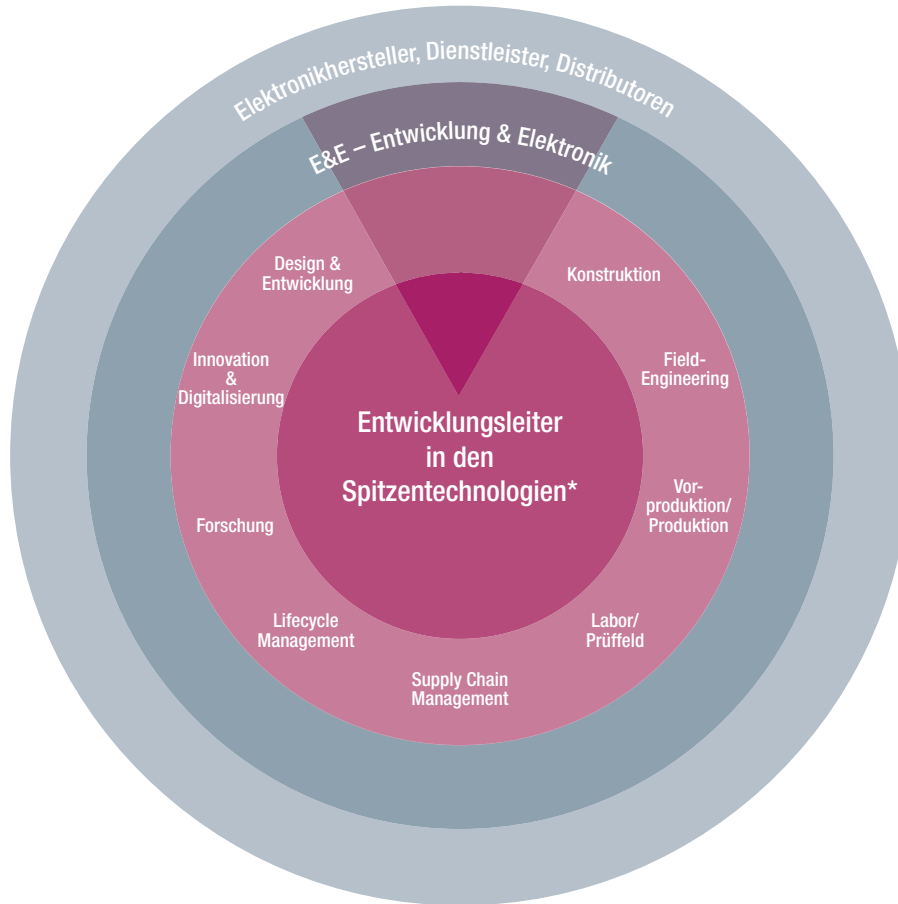 Elektronikhersteller, Dienstleister, Distributoren
E&E – Entwicklung & Elektronik
Design &
Entwicklung
Konstruktion
Innovation
&
Digitalisierung
Field-
Engineering
Entwicklungsleiter
in den
Spitzentechnologien*
Forschung
Vor-
produktion/
Produktion
Lifecycle
Management
Labor/
Prüffeld
Supply Chain
Management